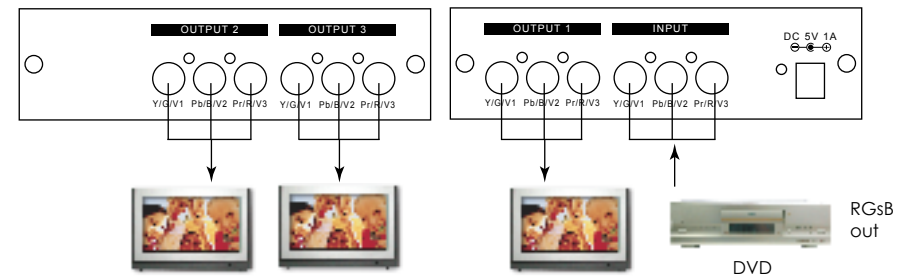 OUTPUT 2 OUTPUT 3 OUTPUT 1 INPUT
DC 5V 1A
Y/G/V1 Pb/B/V2 Pr/R/V3 Y/G/V1 Pb/B/V2 Pr/R/V3 Y/G/V1 Pb/B/V2 Pr/R/V3 Y/G/V1 Pb/B/V2 Pr/R/V3
RGsB
out
DVD